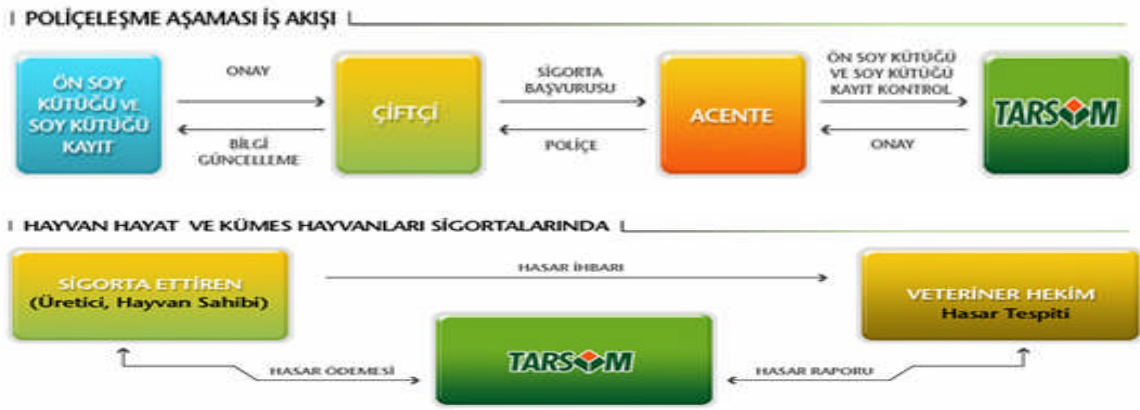 POLİÇELEŞME AŞAMASI İŞ AKIŞI
ÖN SOY
KÜTÜĞÜ VE
SOY KÜTÜĞÜ
KAYIT
ONAY
BİLGİ
GÜNCELLEME
ÇİFTÇİ
SİGORTA
BAŞVURUSU
POLİÇE
ACENTE
ÖN SOY KÜTÜĞÜ
VE SOY KÜTÜĞÜ
KAYIT KONTROL
ONAY
TARSİM
HAYVAN HAYAT VE KÜMES HAYVANLARI SİGORTALARINDA
SİGORTA ETTİREN
(Üretici, Hayvan Sahibi)
HASAR İHBARI
VETERİNER HEKİM
Hasar Tespiti
TARSİM
HASAR ÖDEMESİ
HASAR RAPORU